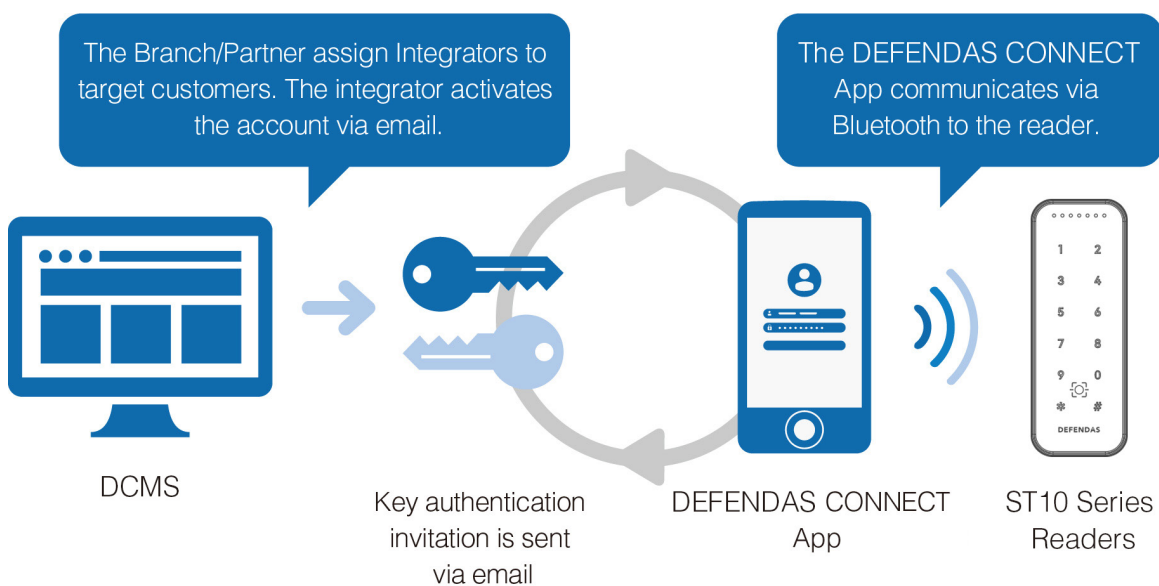 The Branch/Partner assign Integrators to
target customers. The integrator activates
the account via email.
The DEFENDAS CONNECT
App communicates via
Bluetooth to the reader.
1 2
3 4
5 6
7 8
9 0
* #
DEFENDAS
DCMS
Key authentication
invitation is sent
via email
DEFENDAS CONNECT
App
ST10 Series
Readers